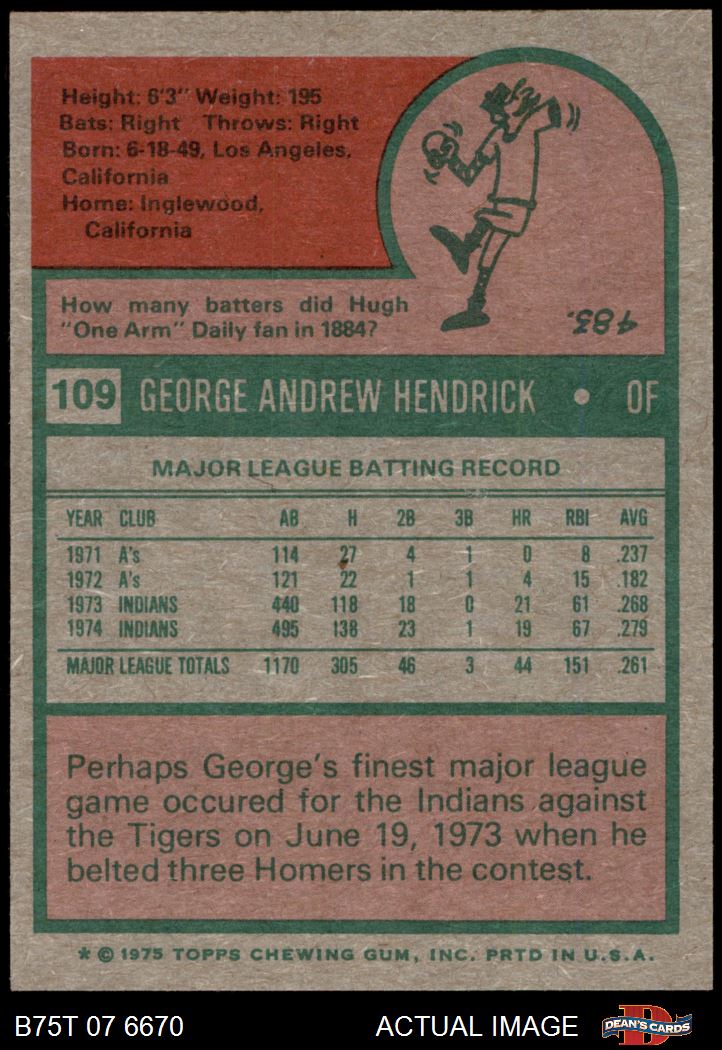 Height: 6'3" Weight: 195
Bats: Right Throws: Right
Born: 6-18-49, Los Angeles,
California
Home: Inglewood,
California
How many batters did Hugh
"One Arm" Daily fan in 1884?
483.
109 GEORGE ANDREW HENDRICK • OF
MAJOR LEAGUE BATTING RECORD
YEAR CLUB AB H 2B 3B HR RBI AVG
1971 A's 114 27 4 1 0 8 .237
1972 A's 121 22 1 1 4 15 .182
1973 INDIANS 440 118 18 0 21 61 .268
1974 INDIANS 495 138 23 1 19 67 .279
MAJOR LEAGUE TOTALS 1170 305 46 3 44 151 .261
Perhaps George's finest major league
game occured for the Indians against
the Tigers on June 19, 1973 when he
belted three Homers in the contest.
* © 1975 TOPPS CHEWING GUM, INC. PRTD IN U.S.A.
B75T 07 6670 ACTUAL IMAGE D DEAN'S CARDS